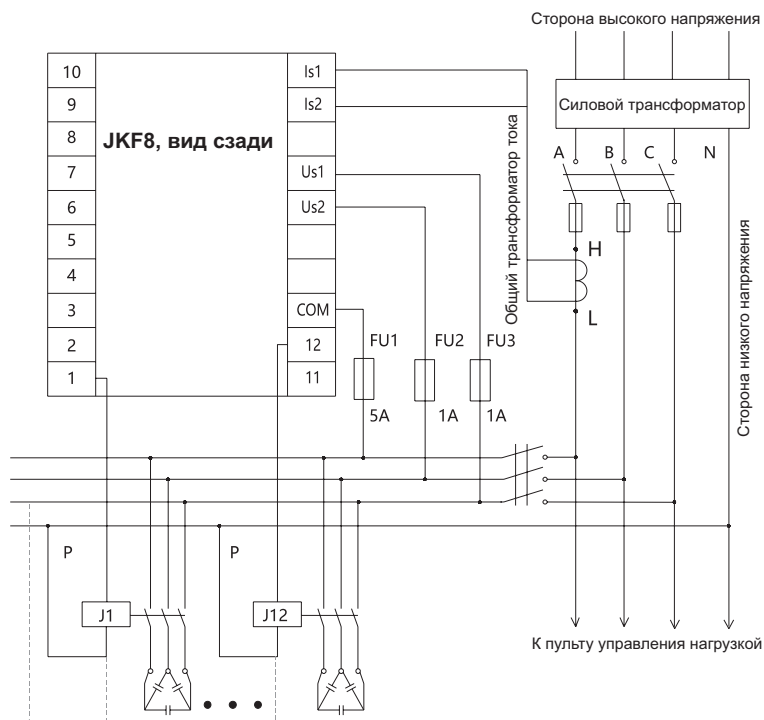 Сторона высокого напряжения
Силовой трансформатор
JKF8, вид сзади
10
9
8
7
6
5
4
3
2
1
Is1
Is2
Us1
Us2
COM
12
11
Общий трансформатор тока
A
B
C
N
H
L
Сторона низкого напряжения
FU1
FU2
FU3
5A
1A
1A
P
P
J1
J12
К пульту управления нагрузкой